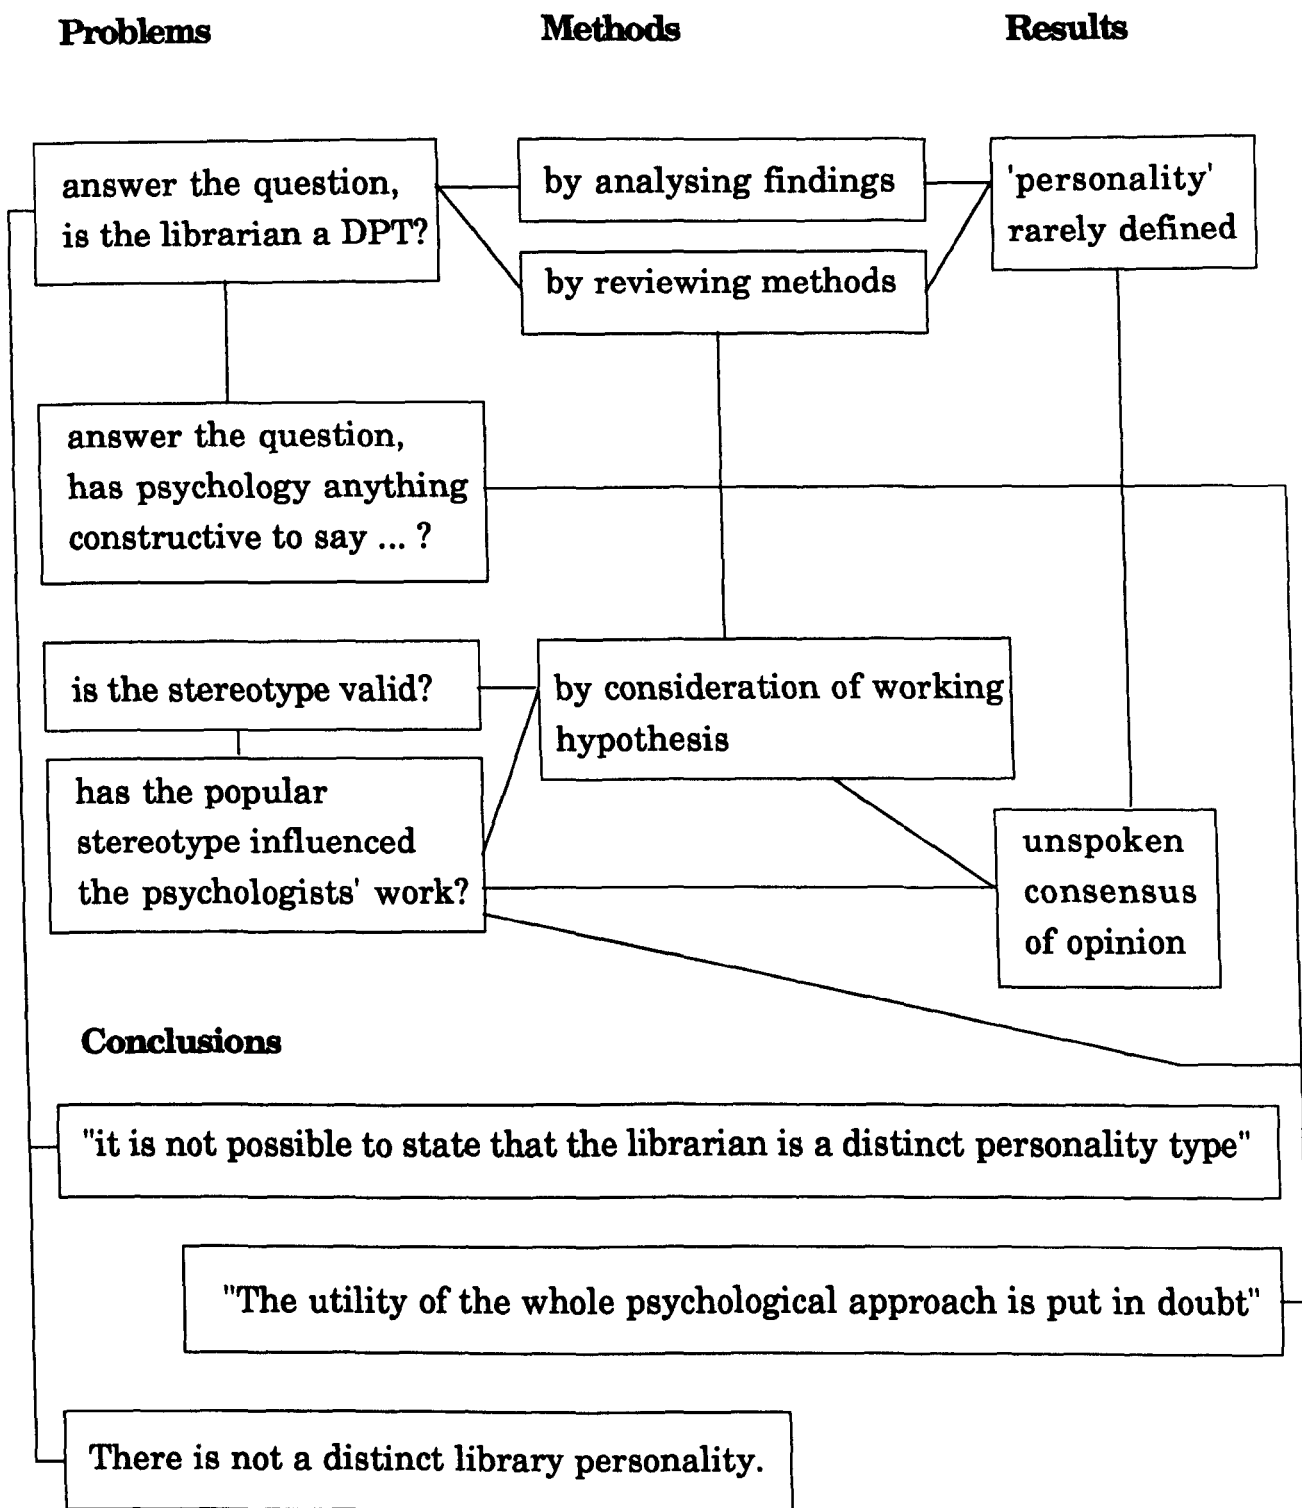 Problems
Methods
Results
answer the question,
is the librarian a DPT?
by analysing findings
by reviewing methods
'personality'
rarely defined
answer the question,
has psychology anything
constructive to say ... ?
is the stereotype valid?
by consideration of working
hypothesis
has the popular
stereotype influenced
the psychologists' work?
unspoken
consensus
of opinion
Conclusions
"it is not possible to state that the librarian is a distinct personality type"
"The utility of the whole psychological approach is put in doubt"
There is not a distinct library personality.